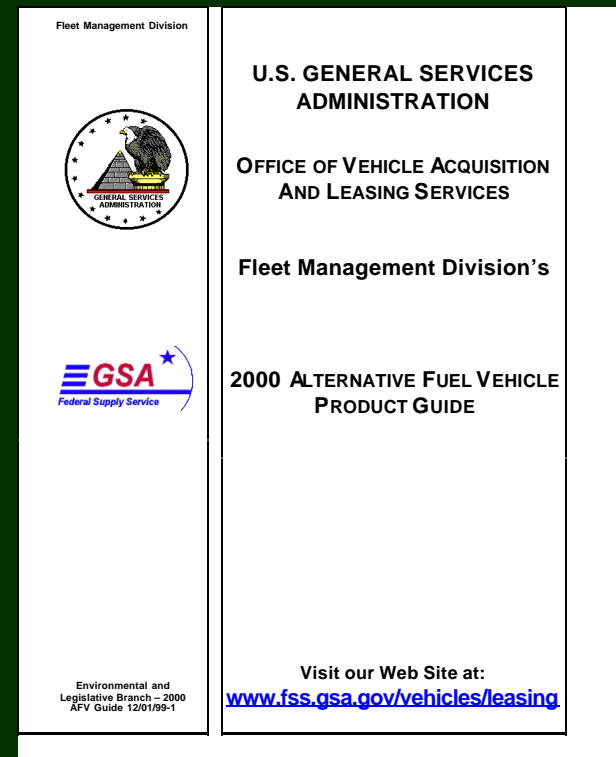 Fleet Management Division
GENERAL SERVICES
ADMINISTRATION
GSA
Federal Supply Service
Environmental and
Legislative Branch – 2000
AFV Guide 12/01/99-1
U.S. GENERAL SERVICES
ADMINISTRATION
OFFICE OF VEHICLE ACQUISITION
AND LEASING SERVICES
Fleet Management Division's
2000 ALTERNATIVE FUEL VEHICLE
PRODUCT GUIDE
Visit our Web Site at:
www.fss.gsa.gov/vehicles/leasing